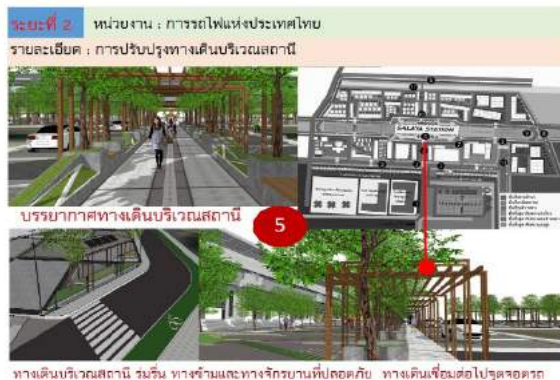 ระยะที่ 2 หน่วยงาน : การรถไฟแห่งประเทศไทย
รายละเอียด : การปรับปรุงทางเดินบริเวณสถานี
SALAYA STATION
บรรยากาศทางเดินบริเวณสถานี
5
ทางเดินบริเวณสถานี ร่มรื่น ทางข้ามและทางจักรยานที่ปลอดภัย ทางเดินเชื่อมต่อไปจุดจอดรถ